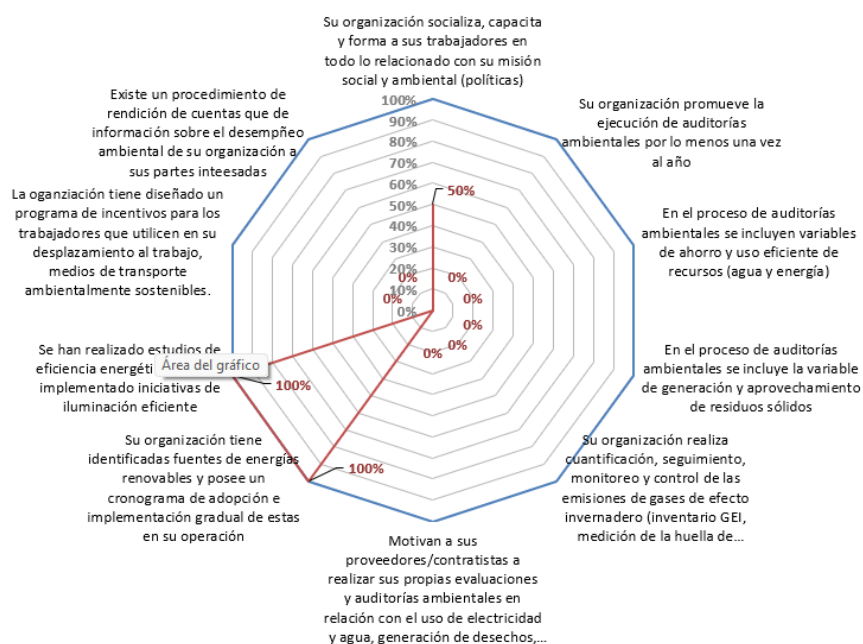 Su organización socializa, capacita
y forma a sus trabajadores en
todo lo relacionado con su misión
social y ambiental (políticas)
Su organización promueve la
ejecución de auditorías
ambientales por lo menos una vez
al año
En el proceso de auditorías
ambientales se incluyen variables
de ahorro y uso eficiente de
recursos (agua y energía)
En el proceso de auditorías
ambientales se incluye la variable
de generación y aprovechamiento
de residuos sólidos
Su organización realiza
cuantificación, seguimiento,
monitoreo y control de las
emisiones de gases de efecto
invernadero (inventario GEI,
medición de la huella de...
Motivan a sus
proveedores/contratistas a
realizar sus propias evaluaciones
y auditorías ambientales en
relación con el uso de electricidad
y agua, generación de desechos,...
Su organización tiene
identificadas fuentes de energías
renovables y posee un
cronograma de adopción e
implementación gradual de estas
en su operación
Se han realizado estudios de
eficiencia energéti
implementado iniciativas de
iluminación eficiente
Área del gráfico
La oganziación tiene diseñado un
programa de incentivos para los
trabajadores que utilicen en su
desplazamiento al trabajo,
medios de transporte
ambientalmente sostenibles.
Existe un procedimiento de
rendición de cuentas que de
información sobre el desempñeo
ambiental de su organización a
sus partes inteesadas
100%
90%
80%
70%
60%
50%
40%
30%
20%
10%
0%
50%
0%
0%
0%
0%
0%
100%
100%
0%
0%